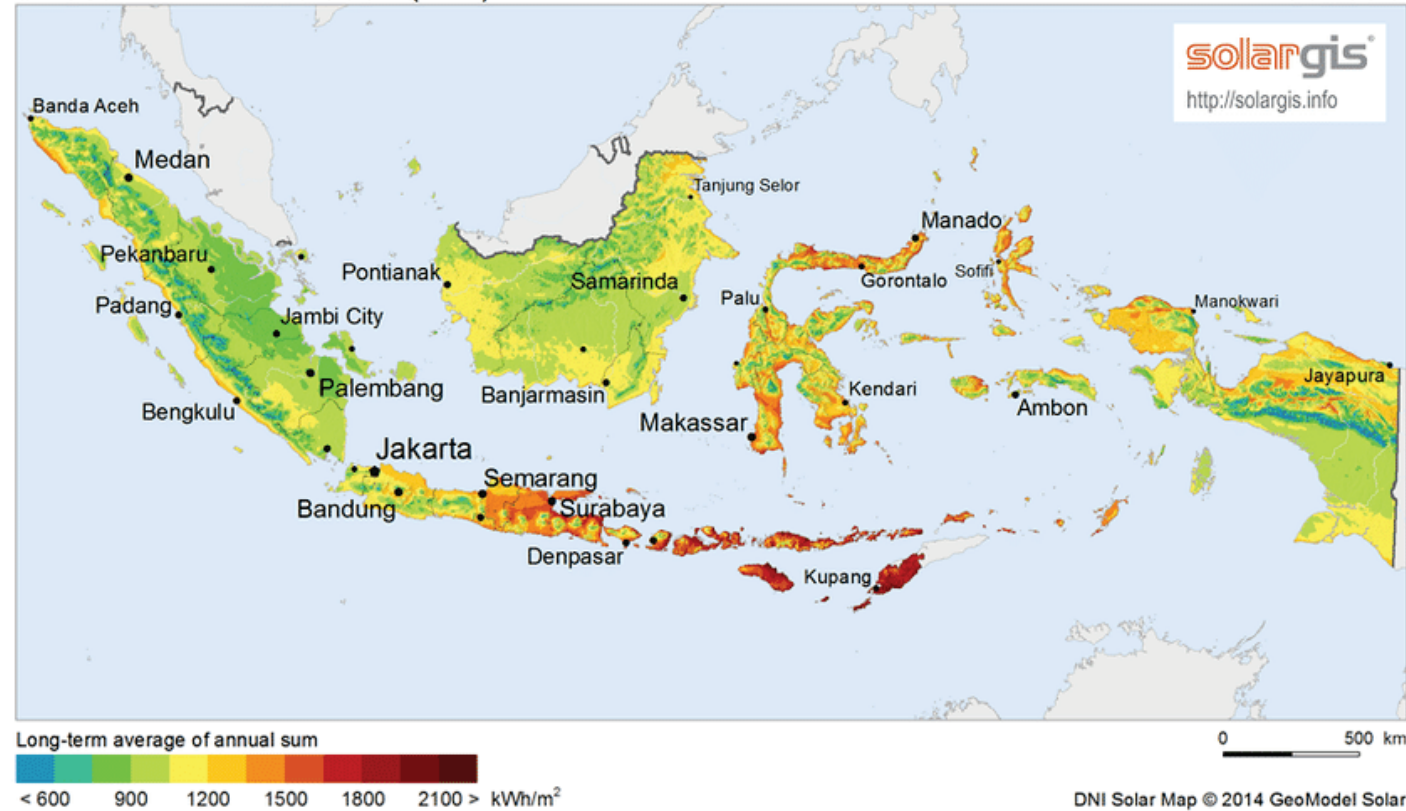 solargis
http://solargis.info
Banda Aceh
Medan
Tanjung Selor
Manado
Pekanbaru
Pontianak
Samarinda
Sofifi
Gorontalo
Padang
Palu
Manokwari
Jambi City
Jayapura
Palembang
Banjarmasin
Kendari
Bengkulu
Makassar
Ambon
Jakarta
Semarang
Bandung
Surabaya
Denpasar
Kupang
Long-term average of annual sum
< 600 900 1200 1500 1800 2100 > kWh/m²
0 500 km
DNI Solar Map © 2014 GeoModel Solar